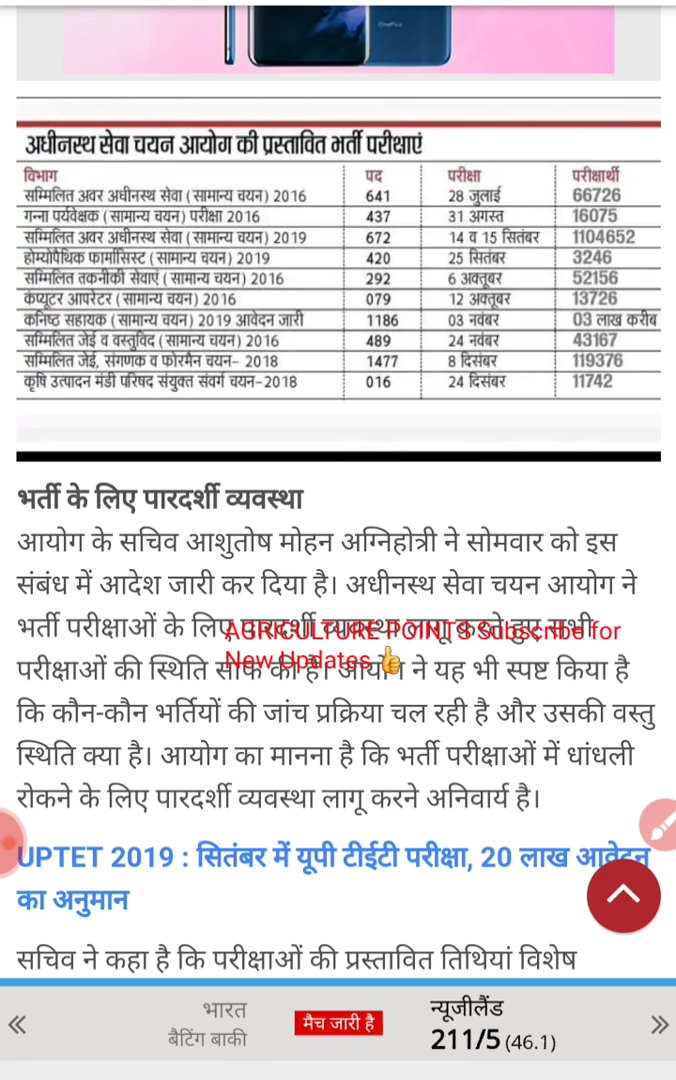 OnePlus
अधीनस्थ सेवा चयन आयोग की प्रस्तावित भर्ती परीक्षाएं
विभाग पद परीक्षा परीक्षार्थी
सम्मिलित अवर अधीनस्थ सेवा (सामान्य चयन) 2016 641 28 जुलाई 66726
गन्ना पर्यवेक्षक (सामान्य चयन) परीक्षा 2016 437 31 अगस्त 16075
सम्मिलित अवर अधीनस्थ सेवा (सामान्य चयन) 2019 672 14 व 15 सितंबर 1104652
होम्योपैथिक फार्मासिस्ट (सामान्य चयन) 2019 420 25 सितंबर 3246
सम्मिलित तकनीकी सेवाएं (सामान्य चयन) 2016 292 6 अक्तूबर 52156
कंप्यूटर आपरेटर (सामान्य चयन) 2016 079 12 अक्तूबर 13726
कनिष्ठ सहायक (सामान्य चयन) 2019 आवेदन जारी 1186 03 नवंबर 03 लाख करीब
सम्मिलित जेई व वस्तुविद (सामान्य चयन) 2016 489 24 नवंबर 43167
सम्मिलित जेई, संगणक व फोरमैन चयन- 2018 1477 8 दिसंबर 119376
कृषि उत्पादन मंडी परिषद संयुक्त संवर्ग चयन-2018 016 24 दिसंबर 11742
भर्ती के लिए पारदर्शी व्यवस्था
आयोग के सचिव आशुतोष मोहन अग्निहोत्री ने सोमवार को इस
संबंध में आदेश जारी कर दिया है। अधीनस्थ सेवा चयन आयोग ने
भर्ती परीक्षाओं के लिए पारदर्शी व्यवस्था लागू करते हुए सभी
AGRICULTURE POINTS Subscribe for
परीक्षाओं की स्थिति साफ की है। आयोग ने यह भी स्पष्ट किया है
New Updates 👍
कि कौन-कौन भर्तियों की जांच प्रक्रिया चल रही है और उसकी वस्तु
स्थिति क्या है। आयोग का मानना है कि भर्ती परीक्षाओं में धांधली
रोकने के लिए पारदर्शी व्यवस्था लागू करने अनिवार्य है।
UPTET 2019 : सितंबर में यूपी टीईटी परीक्षा, 20 लाख आवेदन
का अनुमान
सचिव ने कहा है कि परीक्षाओं की प्रस्तावित तिथियां विशेष
भारत मैच जारी है न्यूजीलैंड
बैटिंग बाकी 211/5 (46.1)